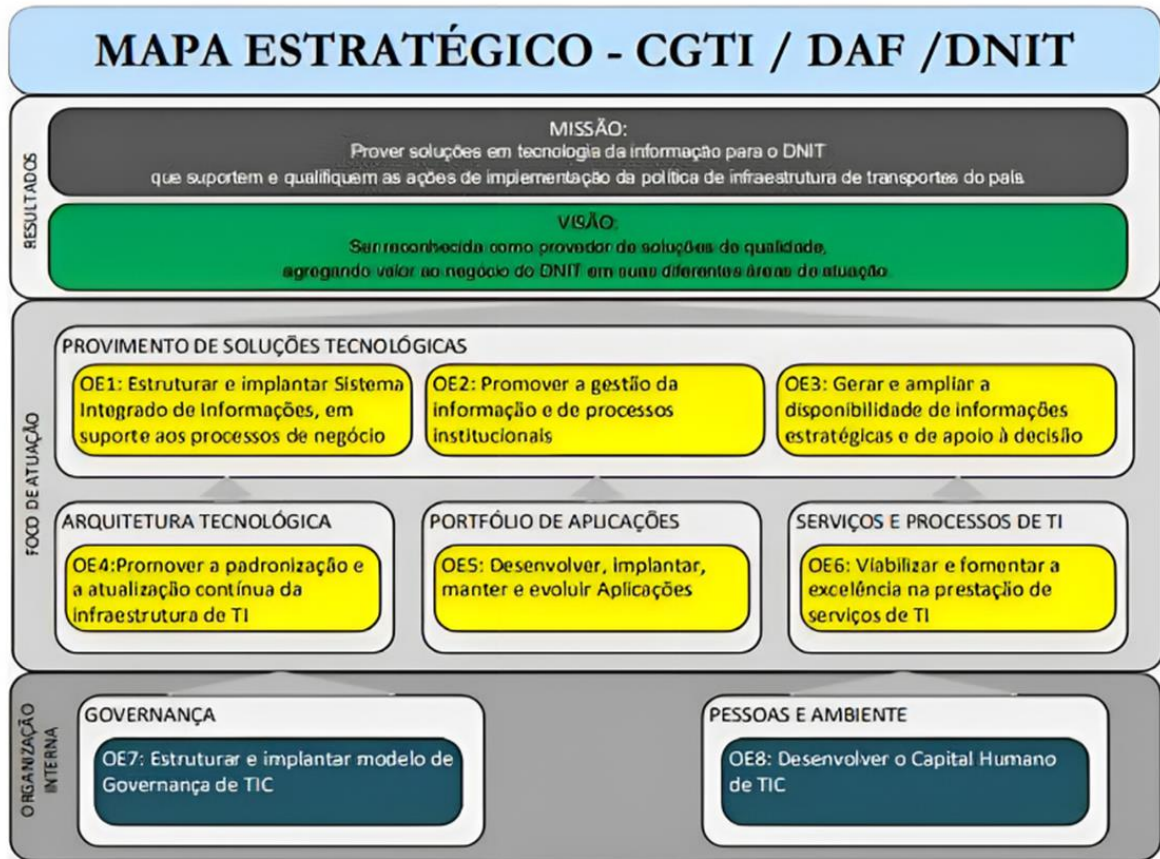 MAPA ESTRATÉGICO - CGTI / DAF /DNIT
RESULTADOS
MISSÃO:
Prover soluções em tecnologia da informação para o DNIT
que suportem e qualifiquem as ações de implementação da política de infraestrutura de transportes do país.
VISÃO:
Ser reconhecida como provedor de soluções de qualidade,
agregando valor ao negócio do DNIT em suas diferentes áreas de atuação.
FOCO DE ATUAÇÃO
PROVIMENTO DE SOLUÇÕES TECNOLÓGICAS
OE1: Estruturar e implantar Sistema
Integrado de Informações, em
suporte aos processos de negócio
OE2: Promover a gestão da
informação e de processos
institucionais
OE3: Gerar e ampliar a
disponibilidade de informações
estratégicas e de apoio à decisão
ARQUITETURA TECNOLÓGICA
OE4:Promover a padronização e
a atualização contínua da
infraestrutura de TI
PORTFÓLIO DE APLICAÇÕES
OE5: Desenvolver, implantar,
manter e evoluir Aplicações
SERVIÇOS E PROCESSOS DE TI
OE6: Viabilizar e fomentar a
excelência na prestação de
serviços de TI
ORGANIZAÇÃO
INTERNA
GOVERNANÇA
OE7: Estruturar e implantar modelo de
Governança de TIC
PESSOAS E AMBIENTE
OE8: Desenvolver o Capital Humano
de TIC